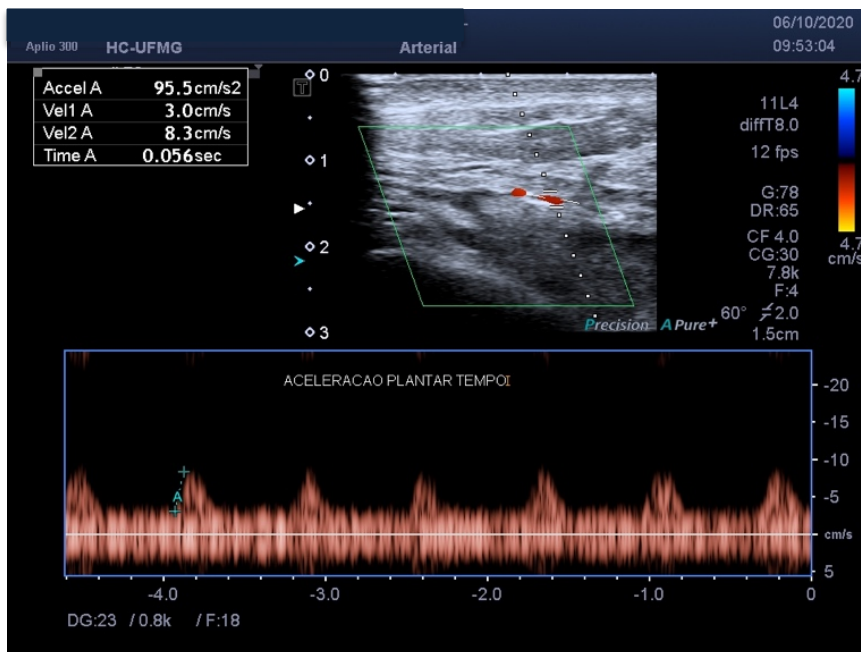 06/10/2020
Aplio 300 HC-UFMG Arterial 09:53:04
Accel A 95.5cm/s2
Vel1 A 3.0cm/s
Vel2 A 8.3cm/s
Time A 0.056sec
T
0
1
2
3
4.7
11L4
diffT8.0
12 fps
G:78
DR:65
CF 4.0
CG:30
7.8k
F:4
4.7
cm/s
60° 2.0
1.5cm
Precision A Pure+
ACELERACAO PLANTAR TEMPO
A
-20
-15
-10
-5
cm/s
5
-4.0 -3.0 -2.0 -1.0 0
DG:23 / 0.8k / F:18